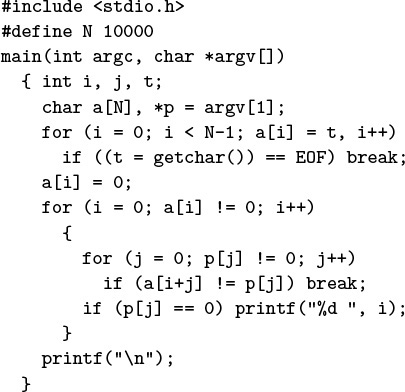 #include <stdio.h>
#define N 10000
main(int argc, char *argv[])
  { int i, j, t;
    char a[N], *p = argv[1];
    for (i = 0; i < N-1; a[i] = t, i++)
      if ((t = getchar()) == EOF) break;
    a[i] = 0;
    for (i = 0; a[i] != 0; i++)
      {
        for (j = 0; p[j] != 0; j++)
          if (a[i+j] != p[j]) break;
        if (p[j] == 0) printf("%d ", i);
      }
    printf("\n");
  }